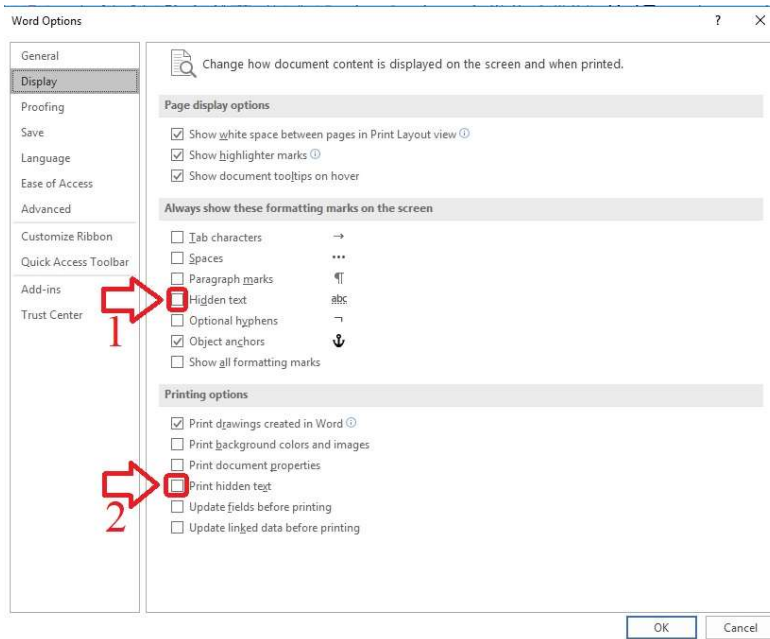 Word Options ? ×
General
Display
Proofing
Save
Language
Ease of Access
Advanced
Customize Ribbon
Quick Access Toolbar
Add-ins
Trust Center
Change how document content is displayed on the screen and when printed.
Page display options
Show white space between pages in Print Layout view
Show highlighter marks
Show document tooltips on hover
Always show these formatting marks on the screen
Tab characters →
Spaces •••
Paragraph marks ¶
Hidden text abc
Optional hyphens ¬
Object anchors
Show all formatting marks
1
Printing options
Print drawings created in Word
Print background colors and images
Print document properties
Print hidden text
Update fields before printing
Update linked data before printing
2
OK Cancel